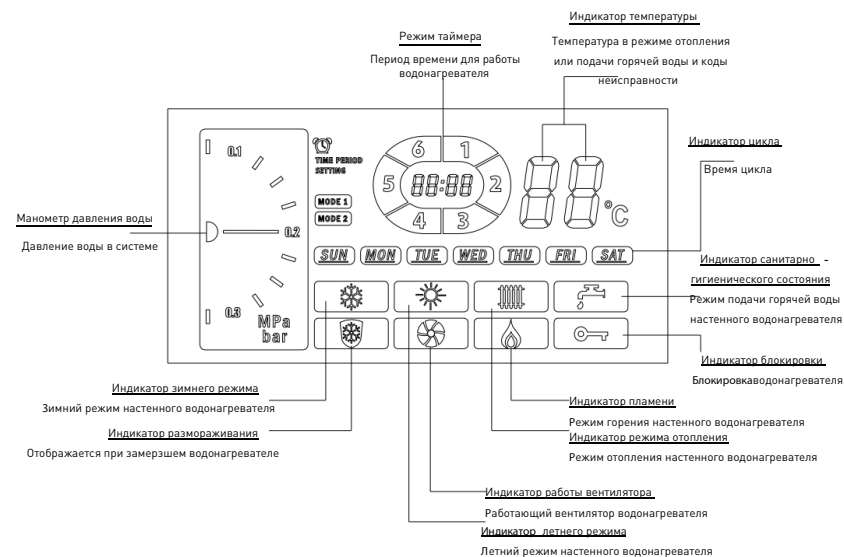 Индикатор температуры
Температура в режиме отопления
или подачи горячей воды и коды
неисправности
Режим таймера
Период времени для работы
водонагревателя
Индикатор цикла
Время цикла
Манометр давления воды
Давление воды в системе
0.1
0.2
0.3
MPa
bar
TIME PERIOD
SETTING
MODE 1
MODE 2
6
1
5
88:88
2
4
3
88
°C
SUN MON TUE WED THU FRI SAT
Индикатор санитарно -
гигиенического состояния
Режим подачи горячей воды
настенного водонагревателя
Индикатор блокировки
Блокировкаводонагревателя
Индикатор зимнего режима
Зимний режим настенного водонагревателя
Индикатор размораживания
Отображается при замерзшем водонагревателе
Индикатор пламени
Режим горения настенного водонагревателя
Индикатор режима отопления
Режим отопления настенного водонагревателя
Индикатор работы вентилятора
Работающий вентилятор водонагревателя
Индикатор летнего режима
Летний режим настенного водонагревателя